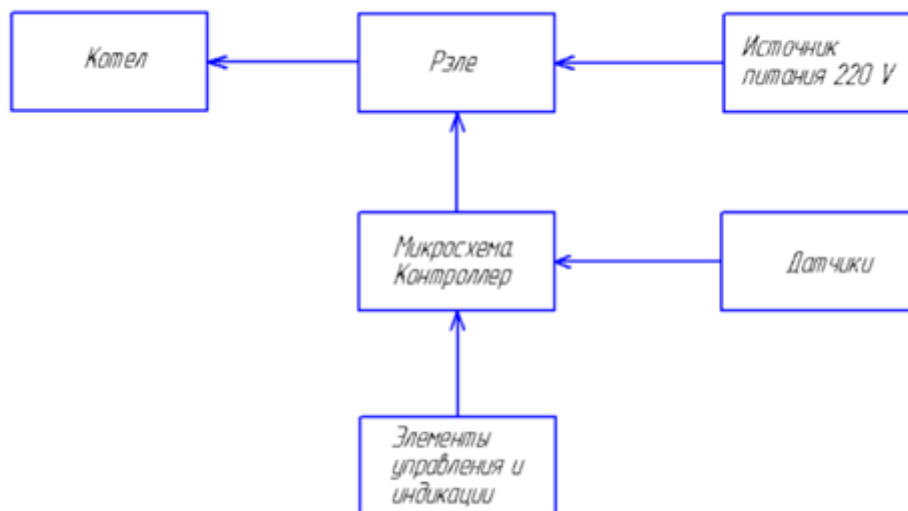 Котел
Рэле
Источник
питания 220 V
Микросхема
Контроллер
Датчики
Элементы
управления и
индикации